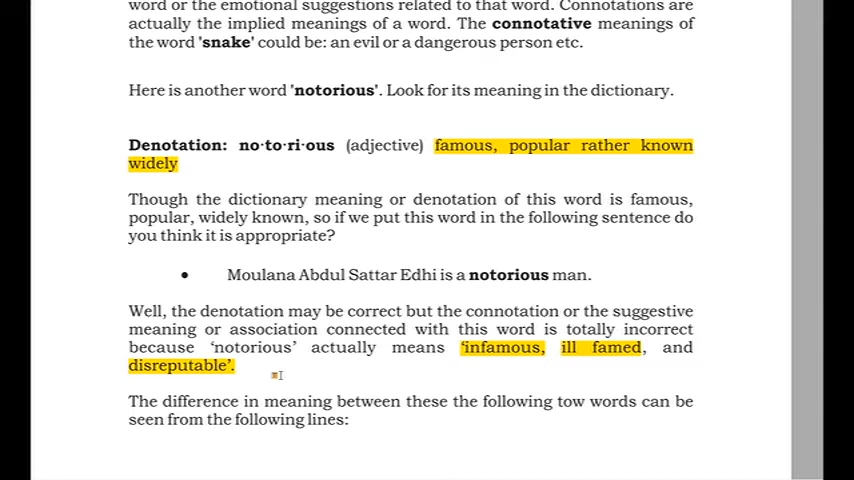 word or the emotional suggestions related to that word. Connotations are
actually the implied meanings of a word. The connotative meanings of
the word 'snake' could be: an evil or a dangerous person etc.
Here is another word 'notorious'. Look for its meaning in the dictionary.
Denotation: no·to·ri·ous (adjective) famous, popular rather known
widely
Though the dictionary meaning or denotation of this word is famous,
popular, widely known, so if we put this word in the following sentence do
you think it is appropriate?
• Moulana Abdul Sattar Edhi is a notorious man.
Well, the denotation may be correct but the connotation or the suggestive
meaning or association connected with this word is totally incorrect
because ‘notorious’ actually means ‘infamous, ill famed, and
disreputable’.
The difference in meaning between these the following tow words can be
seen from the following lines: